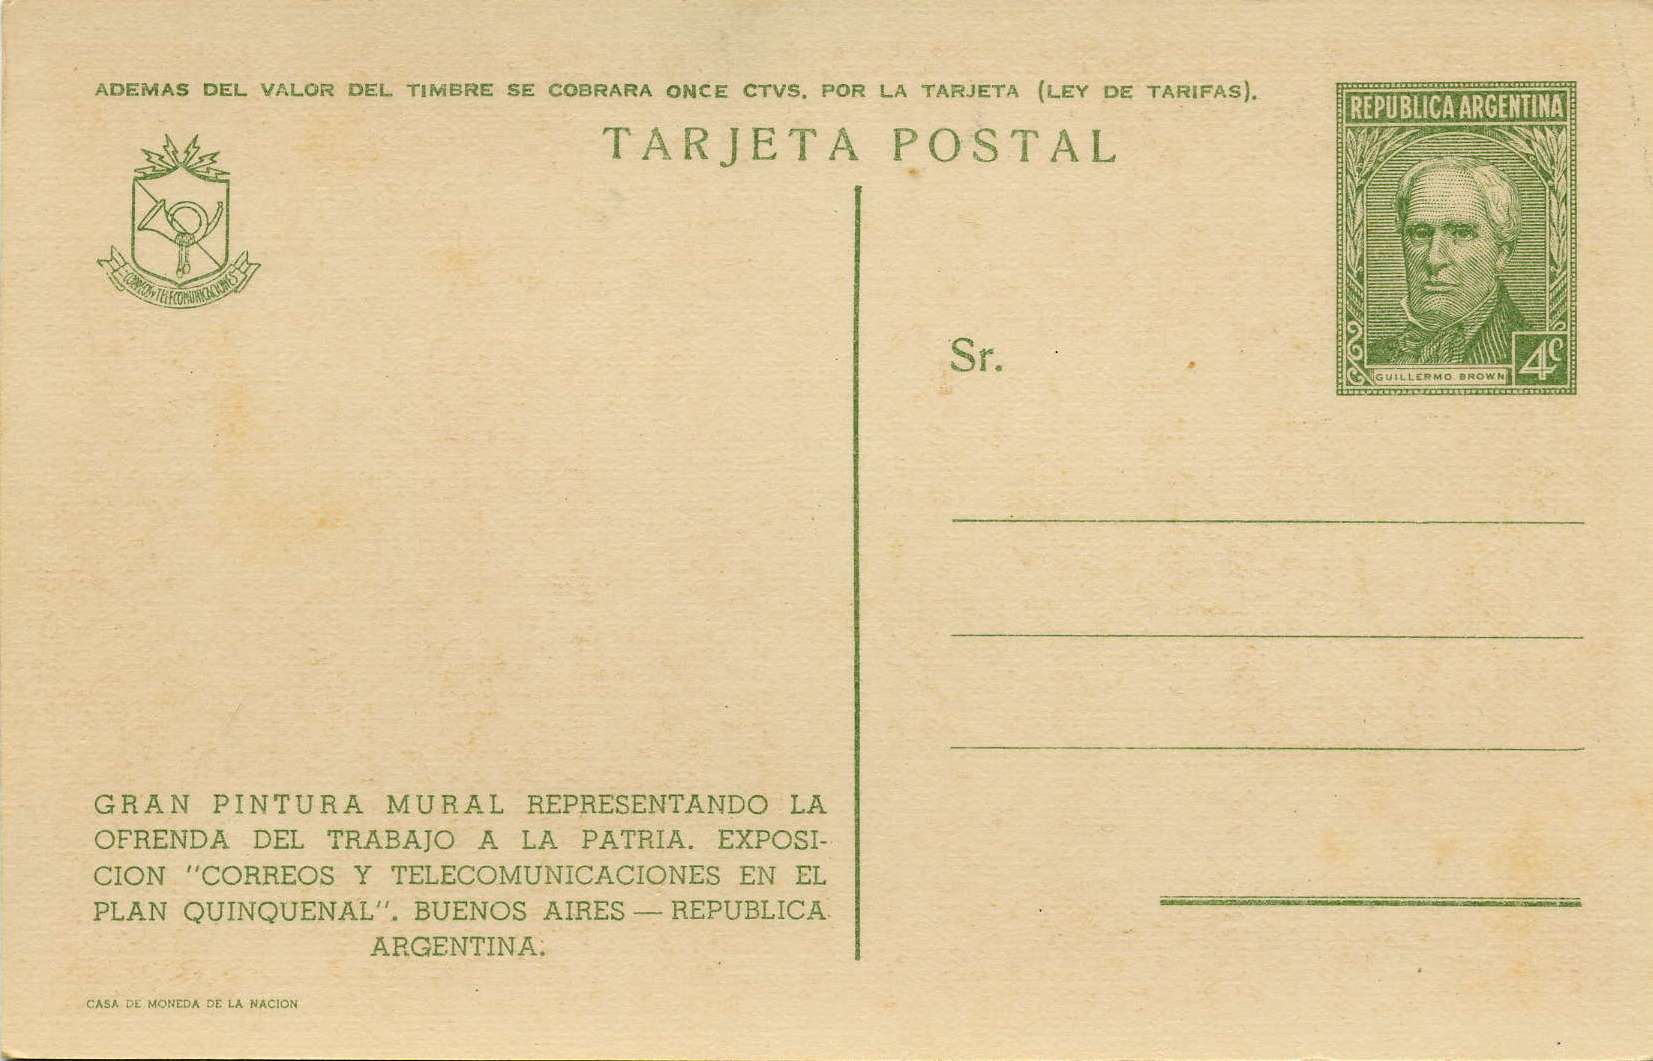 ADEMAS DEL VALOR DEL TIMBRE SE COBRARA ONCE CTVS. POR LA TARJETA (LEY DE TARIFAS).
TARJETA POSTAL
REPUBLICA ARGENTINA
CORREOS Y TELECOMUNICACIONES
Sr.
GUILLERMO BROWN
4c
GRAN PINTURA MURAL REPRESENTANDO LA
OFRENDA DEL TRABAJO A LA PATRIA. EXPOSI-
CION "CORREOS Y TELECOMUNICACIONES EN EL
PLAN QUINQUENAL". BUENOS AIRES — REPUBLICA
ARGENTINA.
CASA DE MONEDA DE LA NACION